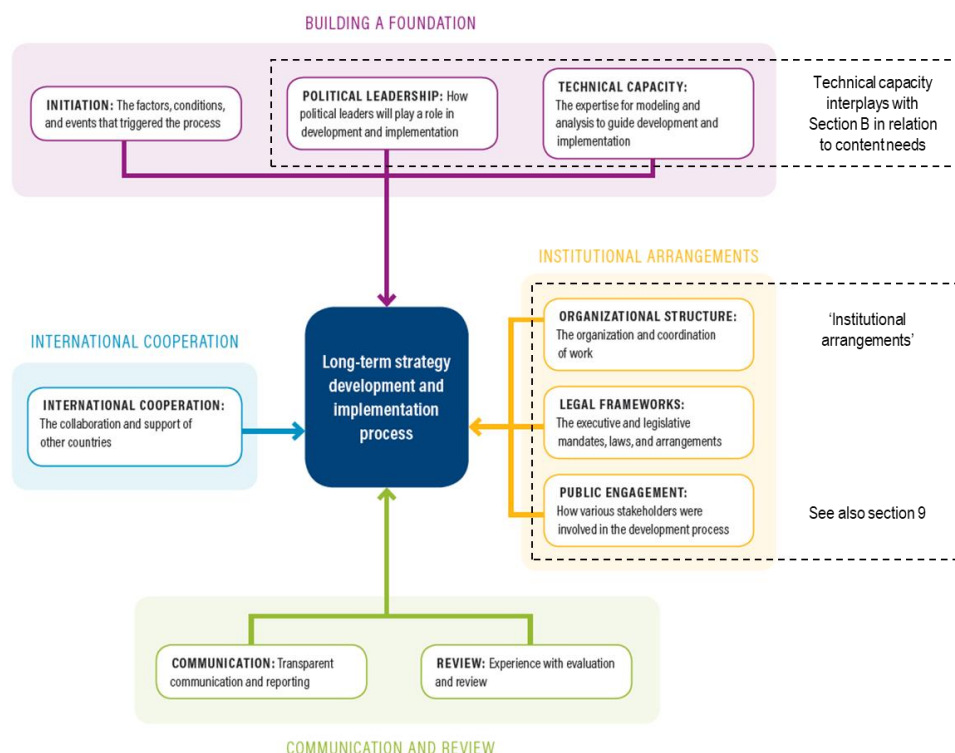 BUILDING A FOUNDATION
INITIATION: The factors, conditions,
and events that triggered the process
POLITICAL LEADERSHIP: How
political leaders will play a role in
development and implementation
TECHNICAL CAPACITY:
The expertise for modeling and
analysis to guide development and
implementation
Technical capacity
interplays with
Section B in relation
to content needs
INSTITUTIONAL ARRANGEMENTS
ORGANIZATIONAL STRUCTURE:
The organization and coordination
of work
‘Institutional
arrangements’
INTERNATIONAL COOPERATION
INTERNATIONAL COOPERATION:
The collaboration and support of
other countries
Long-term strategy
development and
implementation
process
LEGAL FRAMEWORKS:
The executive and legislative
mandates, laws, and arrangements
PUBLIC ENGAGEMENT:
How various stakeholders were
involved in the development process
See also section 9
COMMUNICATION: Transparent
communication and reporting
REVIEW: Experience with evaluation
and review
COMMUNICATION AND REVIEW